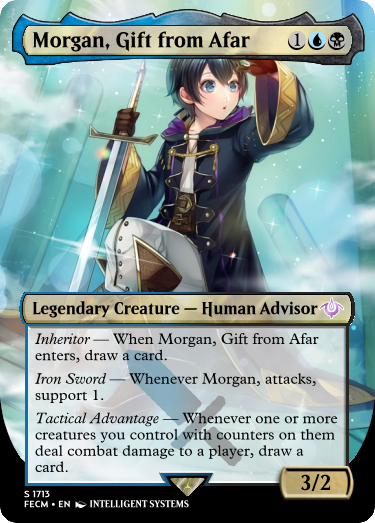 Morgan, Gift from Afar 1
Legendary Creature — Human Advisor
Inheritor — When Morgan, Gift from Afar
enters, draw a card.
Iron Sword — Whenever Morgan, attacks,
support 1.
Tactical Advantage — Whenever one or more
creatures you control with counters on them
deal combat damage to a player, draw a
card.
3/2
S 1713
FECM • EN INTELLIGENT SYSTEMS